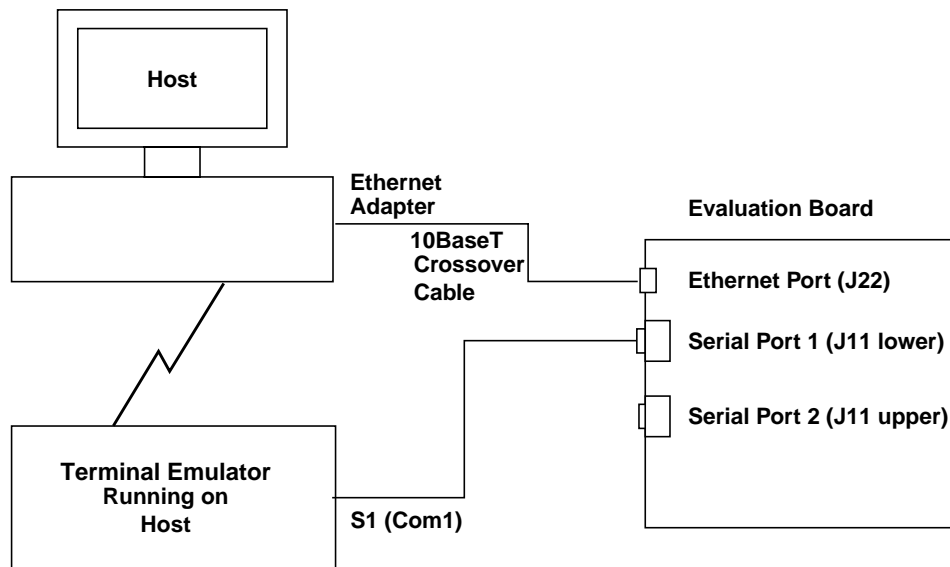 Host
Ethernet
Adapter
10BaseT
Crossover
Cable
Evaluation Board
Ethernet Port (J22)
Serial Port 1 (J11 lower)
Serial Port 2 (J11 upper)
Terminal Emulator
Running on
Host
S1 (Com1)